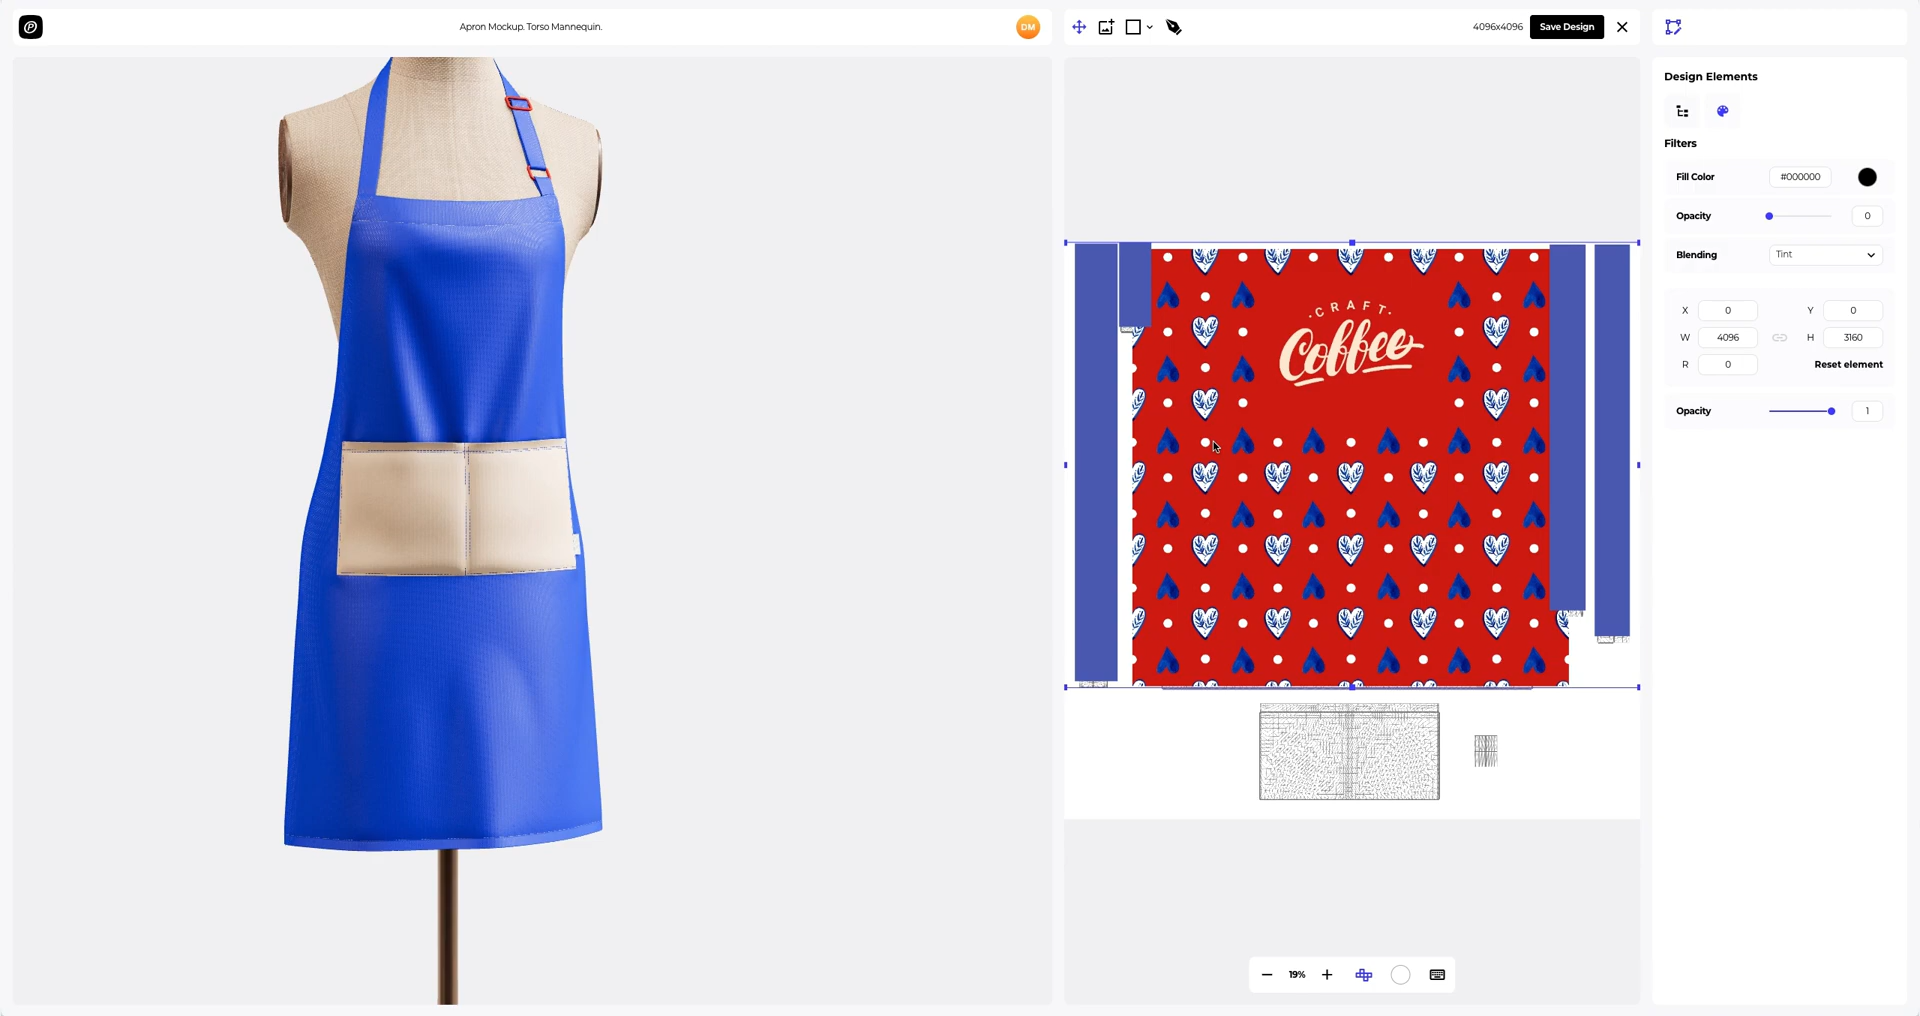 Apron Mockup. Torso Mannequin.
DM
4096x4096
Save Design
Design Elements
Filters
Fill Color
#000000
Opacity
0
Blending
Tint
X
0
Y
0
W
4096
H
3160
R
0
Reset element
Opacity
1
·CRAFT·
Coffee
19%